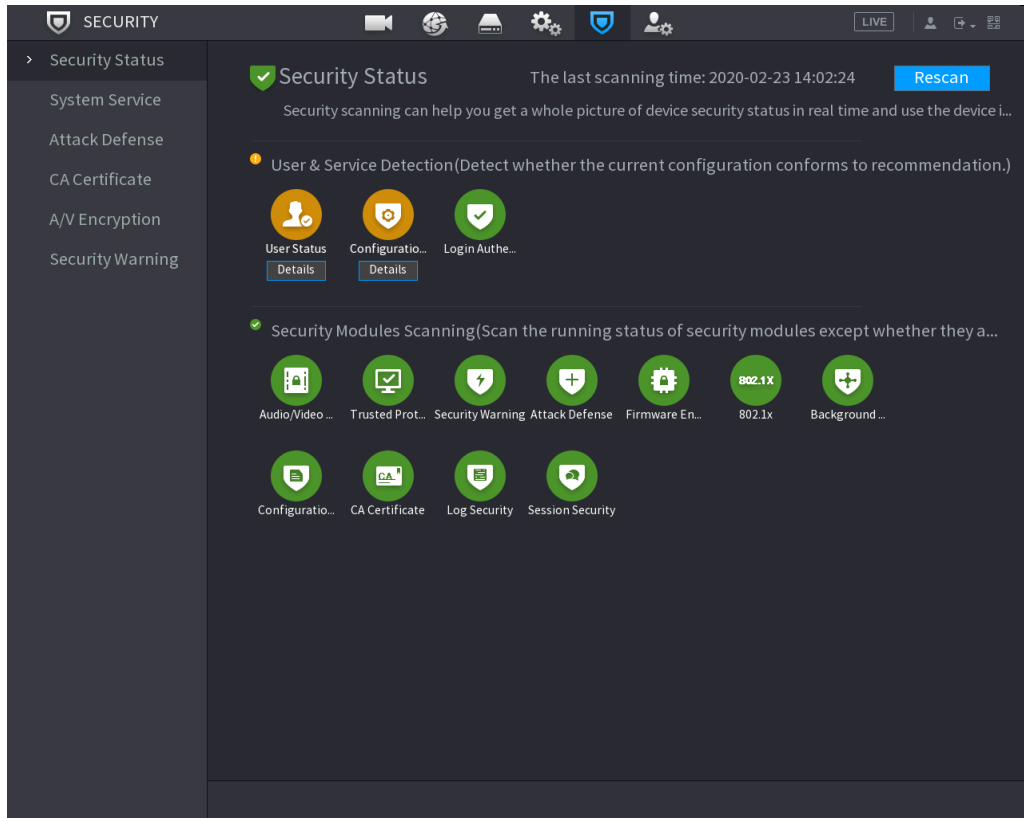 SECURITY
LIVE
Security Status
System Service
Attack Defense
CA Certificate
A/V Encryption
Security Warning
Security Status
The last scanning time: 2020-02-23 14:02:24
Rescan
Security scanning can help you get a whole picture of device security status in real time and use the device i...
User & Service Detection(Detect whether the current configuration conforms to recommendation.)
User Status
Configuratio...
Login Authe...
Details
Details
Security Modules Scanning(Scan the running status of security modules except whether they a...
802.1X
Audio/Video ...
Trusted Prot...
Security Warning
Attack Defense
Firmware En...
802.1x
Background ...
CA
Configuratio...
CA Certificate
Log Security
Session Security